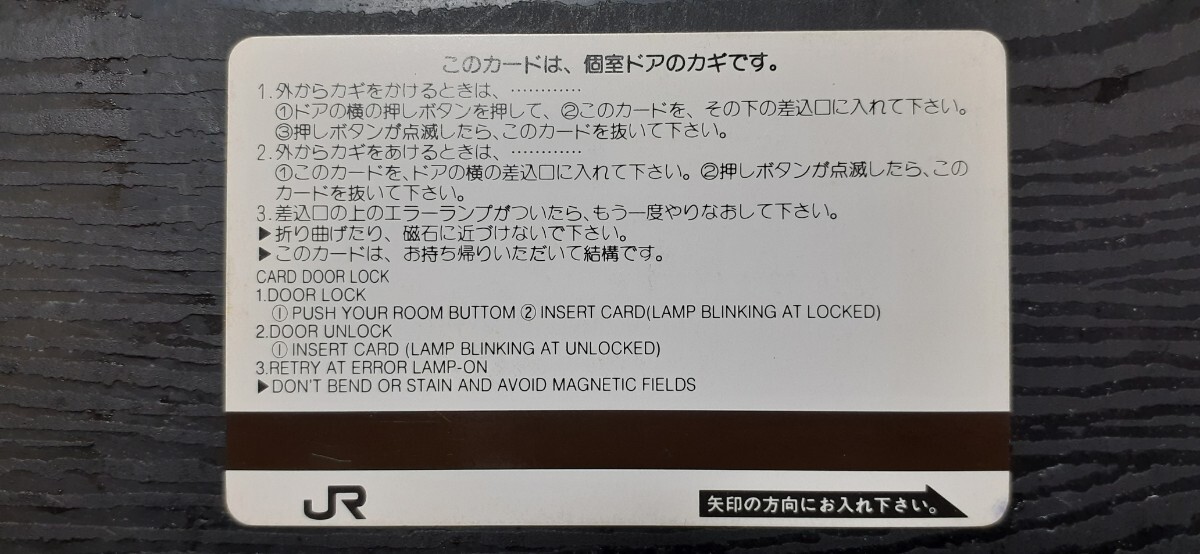 このカードは、個室ドアのカギです。
1.外からカギをかけるときは、…………
①ドアの横の押しボタンを押して、②このカードを、その下の差込口に入れて下さい。
③押しボタンが点滅したら、このカードを抜いて下さい。
2.外からカギをあけるときは、…………
①このカードを、ドアの横の差込口に入れて下さい。②押しボタンが点滅したら、この
カードを抜いて下さい。
3.差込口の上のエラーランプがついたら、もう一度やりなおして下さい。
▶折り曲げたり、磁石に近づけないで下さい。
▶このカードは、お持ち帰りいただいて結構です。
CARD DOOR LOCK
1.DOOR LOCK
① PUSH YOUR ROOM BUTTOM ② INSERT CARD(LAMP BLINKING AT LOCKED)
2.DOOR UNLOCK
① INSERT CARD (LAMP BLINKING AT UNLOCKED)
3.RETRY AT ERROR LAMP-ON
▶DON'T BEND OR STAIN AND AVOID MAGNETIC FIELDS
JR
矢印の方向にお入れ下さい。